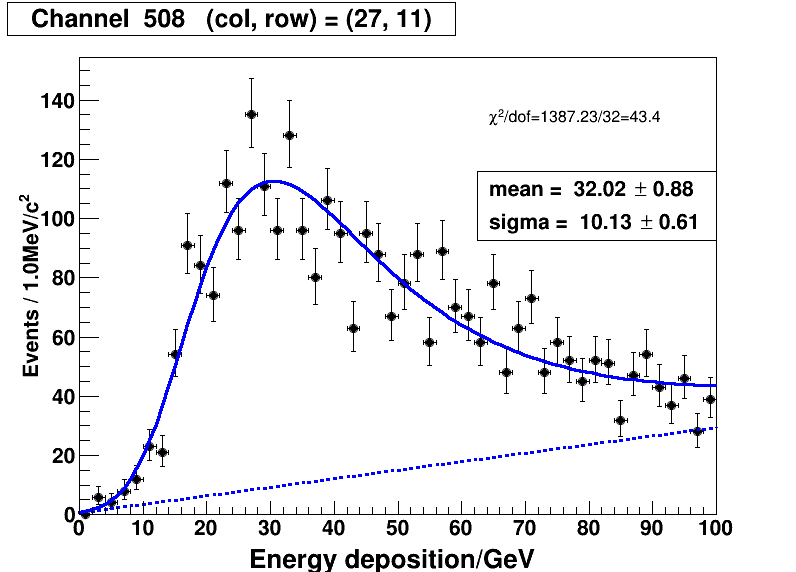 Channel 508 (col, row) = (27, 11)
χ²/dof=1387.23/32=43.4
mean = 32.02 ± 0.88
sigma = 10.13 ± 0.61
Events / 1.0MeV/c²
140
120
100
80
60
40
20
0
0 10 20 30 40 50 60 70 80 90 100
Energy deposition/GeV